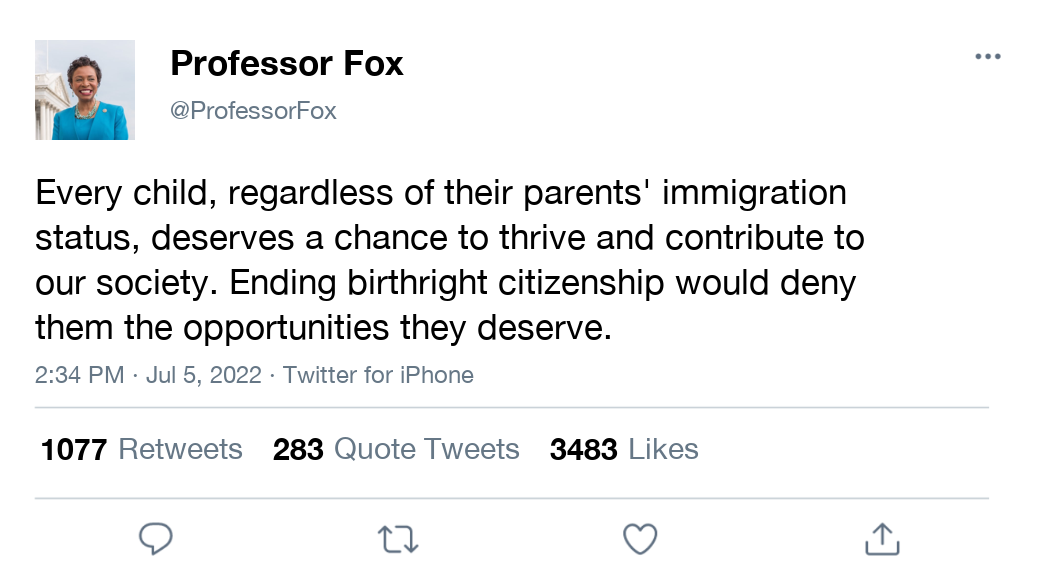 Professor Fox
@ProfessorFox
Every child, regardless of their parents' immigration
status, deserves a chance to thrive and contribute to
our society. Ending birthright citizenship would deny
them the opportunities they deserve.
2:34 PM · Jul 5, 2022 · Twitter for iPhone
1077 Retweets 283 Quote Tweets 3483 Likes